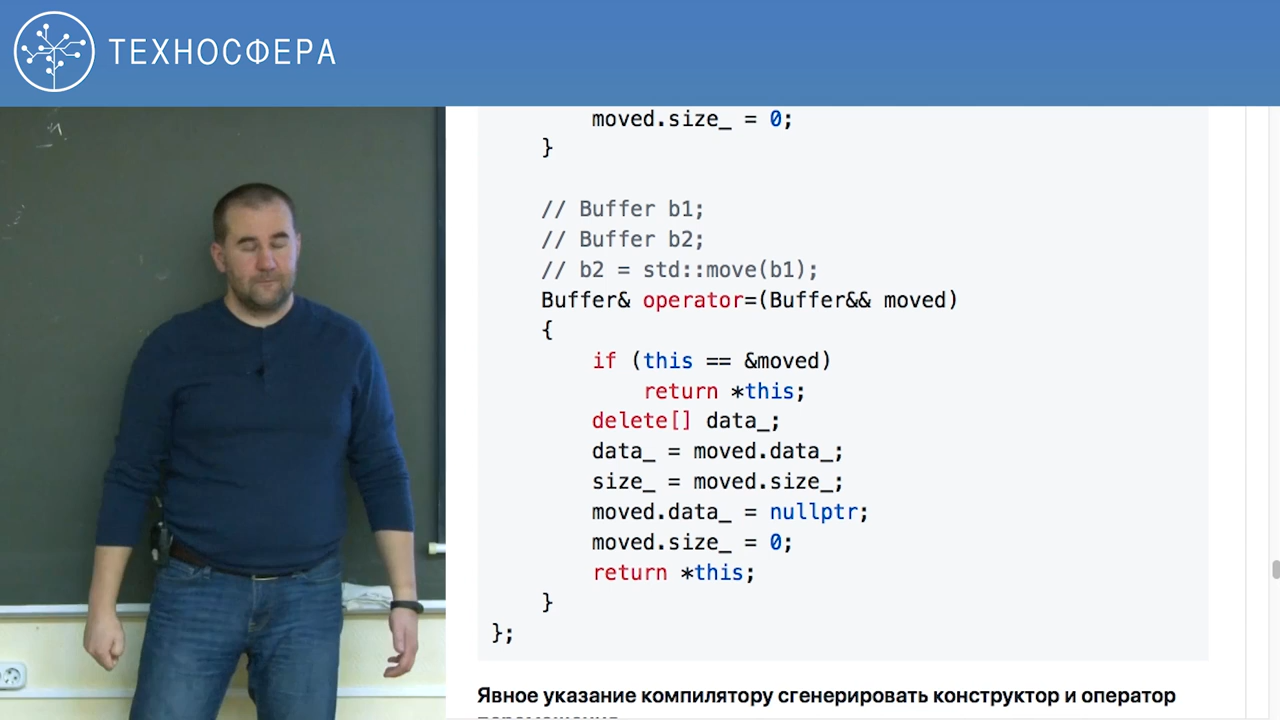 ТЕХНОСФЕРА
moved.size_ = 0;
}
// Buffer b1;
// Buffer b2;
// b2 = std::move(b1);
Buffer& operator=(Buffer&& moved)
{
if (this == &moved)
return *this;
delete[] data_;
data_ = moved.data_;
size_ = moved.size_;
moved.data_ = nullptr;
moved.size_ = 0;
return *this;
}
};
Явное указание компилятору сгенерировать конструктор и оператор